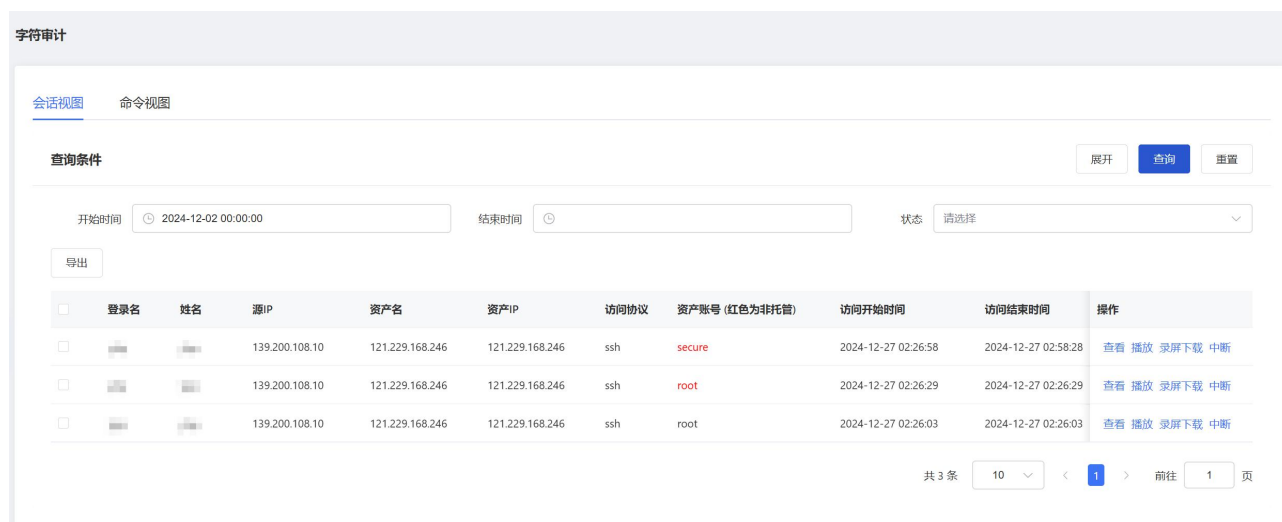 字符审计
会话视图 命令视图
查询条件 展开 查询 重置
开始时间 2024-12-02 00:00:00 结束时间 状态 请选择
导出
登录名 姓名 源IP 资产名 资产IP 访问协议 资产账号 (红色为非托管) 访问开始时间 访问结束时间 操作
139.200.108.10 121.229.168.246 121.229.168.246 ssh secure 2024-12-27 02:26:58 2024-12-27 02:58:28 查看 播放 录屏下载 中断
139.200.108.10 121.229.168.246 121.229.168.246 ssh root 2024-12-27 02:26:29 2024-12-27 02:26:29 查看 播放 录屏下载 中断
139.200.108.10 121.229.168.246 121.229.168.246 ssh root 2024-12-27 02:26:03 2024-12-27 02:26:03 查看 播放 录屏下载 中断
共 3 条 10 1 前往 1 页